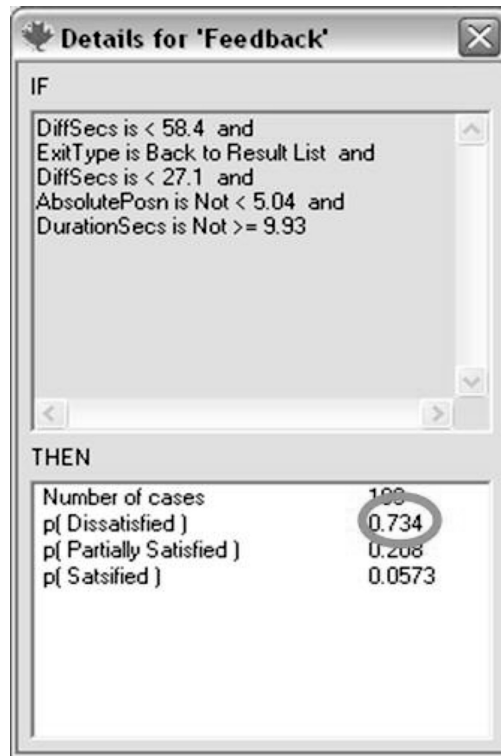 Details for 'Feedback'
IF
DiffSecs is < 58.4 and
ExitType is Back to Result List and
DiffSecs is < 27.1 and
AbsolutePosn is Not < 5.04 and
DurationSecs is Not >= 9.93
THEN
Number of cases
p( Dissatisfied ) 0.734
p( Partially Satisfied ) 0.208
p( Satsified ) 0.0573